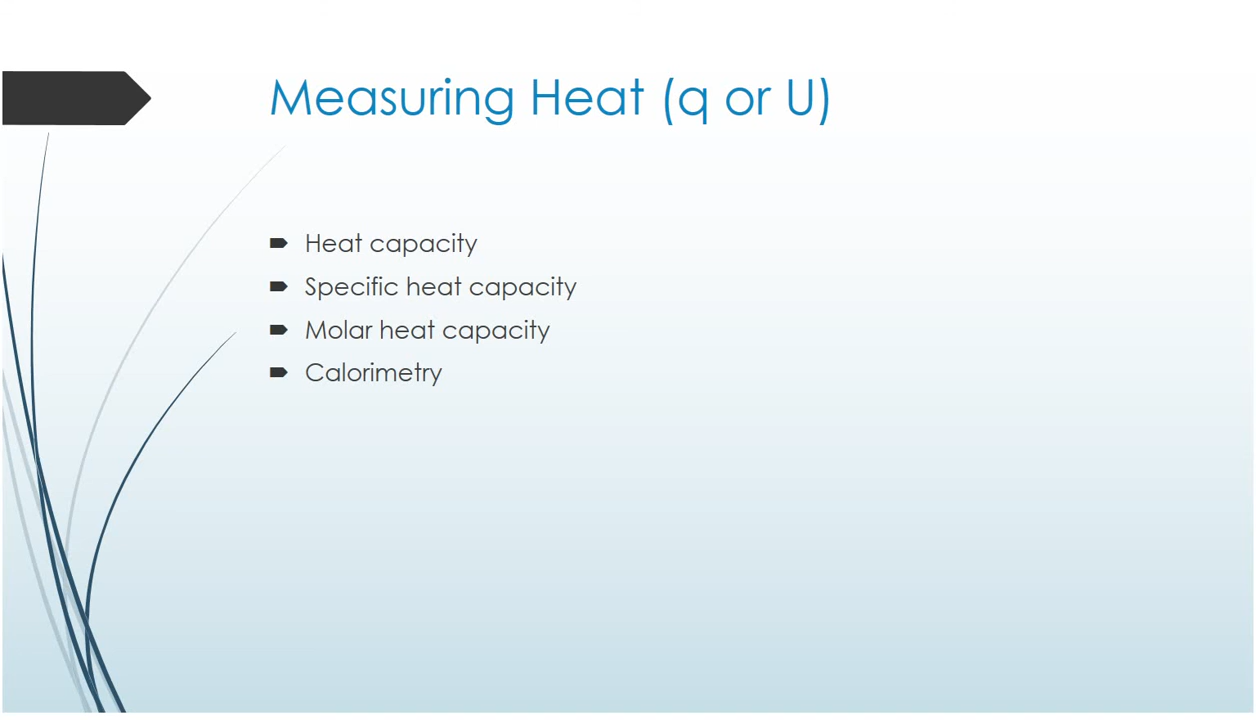 Measuring Heat (q or U)
Heat capacity
Specific heat capacity
Molar heat capacity
Calorimetry